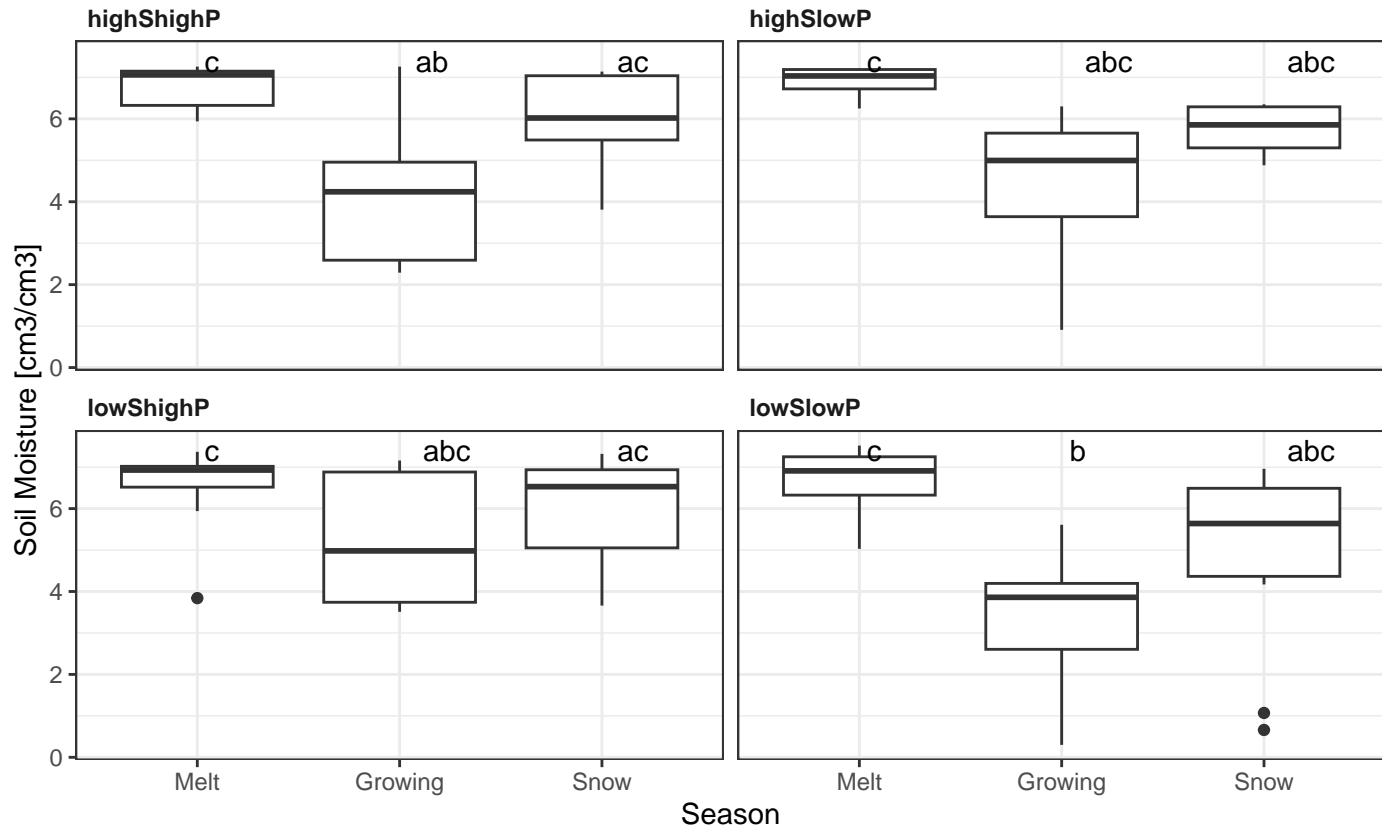 highShighP
highSlowP
c
ab
ac
c
abc
abc
6
4
2
0
lowShighP
lowSlowP
c
abc
ac
c
b
abc
6
4
2
0
Soil Moisture [cm3/cm3]
Melt
Growing
Snow
Melt
Growing
Snow
Season